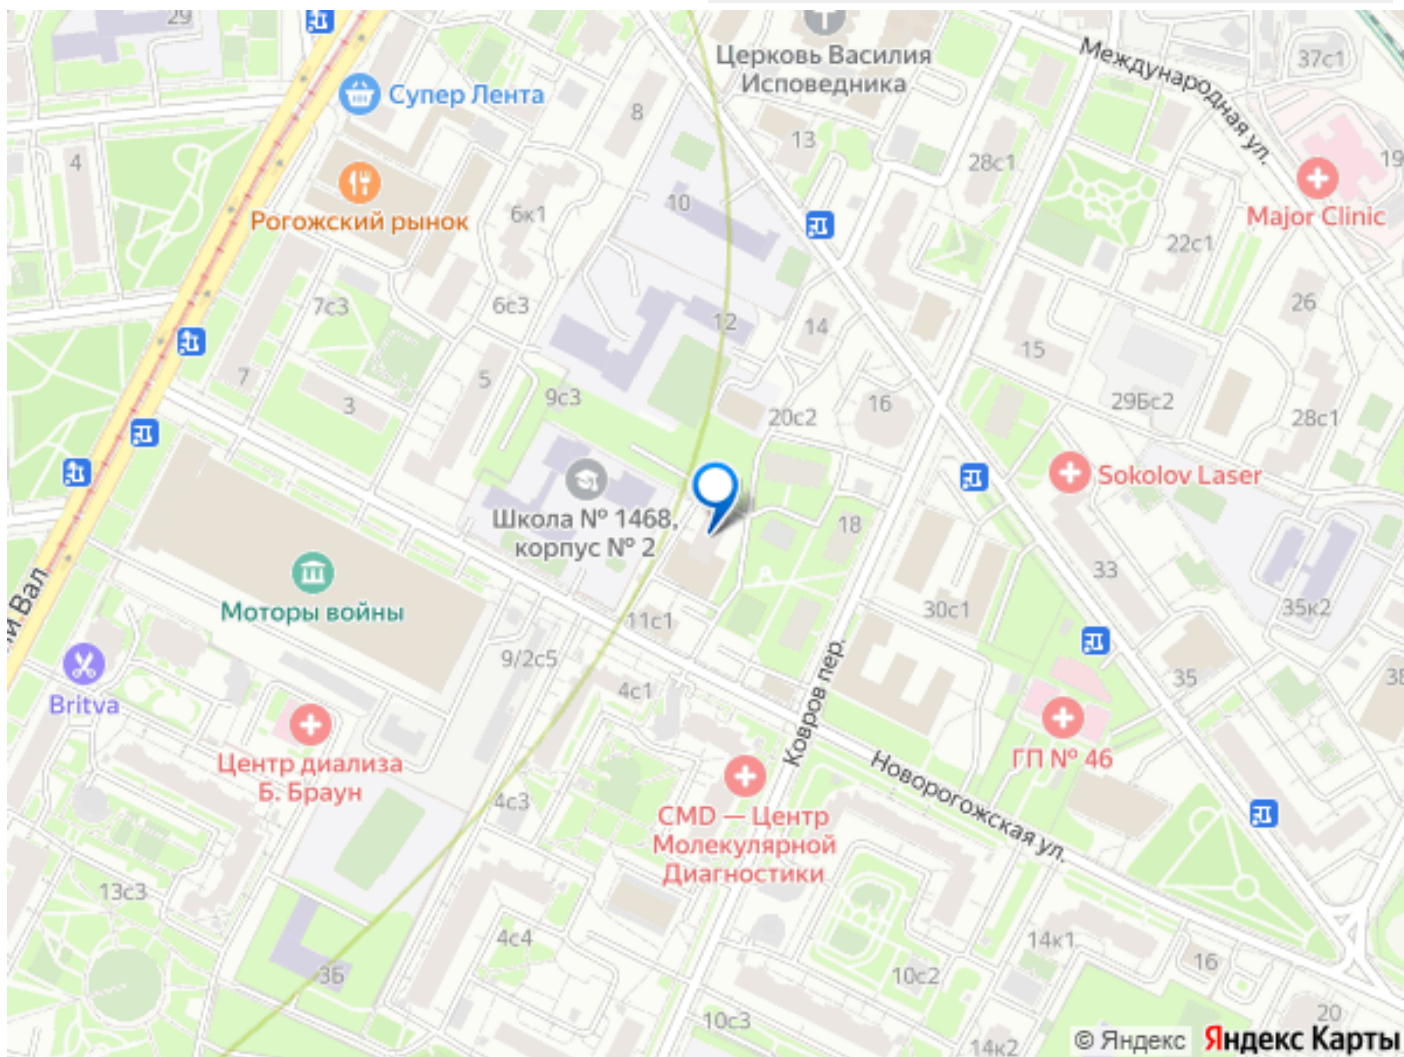 29
Церковь Василия
Исповедника
Международная ул.
37с1
Супер Лента
8
13
28с1
19
4
Major Clinic
Рогожский рынок
6к1
10
22с1
7с3
6с3
12
14
26
15
7
3
5
9с3
20с2
16
29Бс2
28с1
Sokolov Laser
Школа № 1468,
корпус № 2
18
33
Моторы войны
30с1
35к2
11с1
9/2с5
Britva
4с1
Ковров пер.
35
Центр диализа
Б. Браун
ГП № 46
Новорогожская ул.
4с3
CMD — Центр
Молекулярной
Диагностики
13с3
4с4
14к1
3Б
10с2
16
10с3
20
14к2
© Яндекс
Яндекс Карты